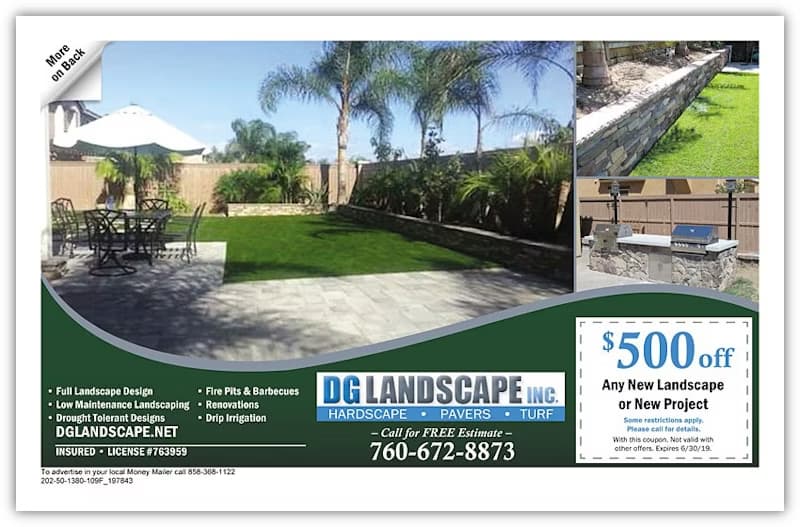 More
on Back
• Full Landscape Design
• Low Maintenance Landscaping
• Drought Tolerant Designs
• Fire Pits & Barbecues
• Renovations
• Drip Irrigation
DGLANDSCAPE.NET
INSURED • LICENSE #763959
DG LANDSCAPE INC.
HARDSCAPE • PAVERS • TURF
– Call for FREE Estimate –
760-672-8873
$500 off
Any New Landscape
or New Project
Some restrictions apply.
Please call for details.
With this coupon. Not valid with
other offers. Expires 6/30/19.
To advertise in your local Money Mailer call 858-368-1122
202-50-1380-109F_197843